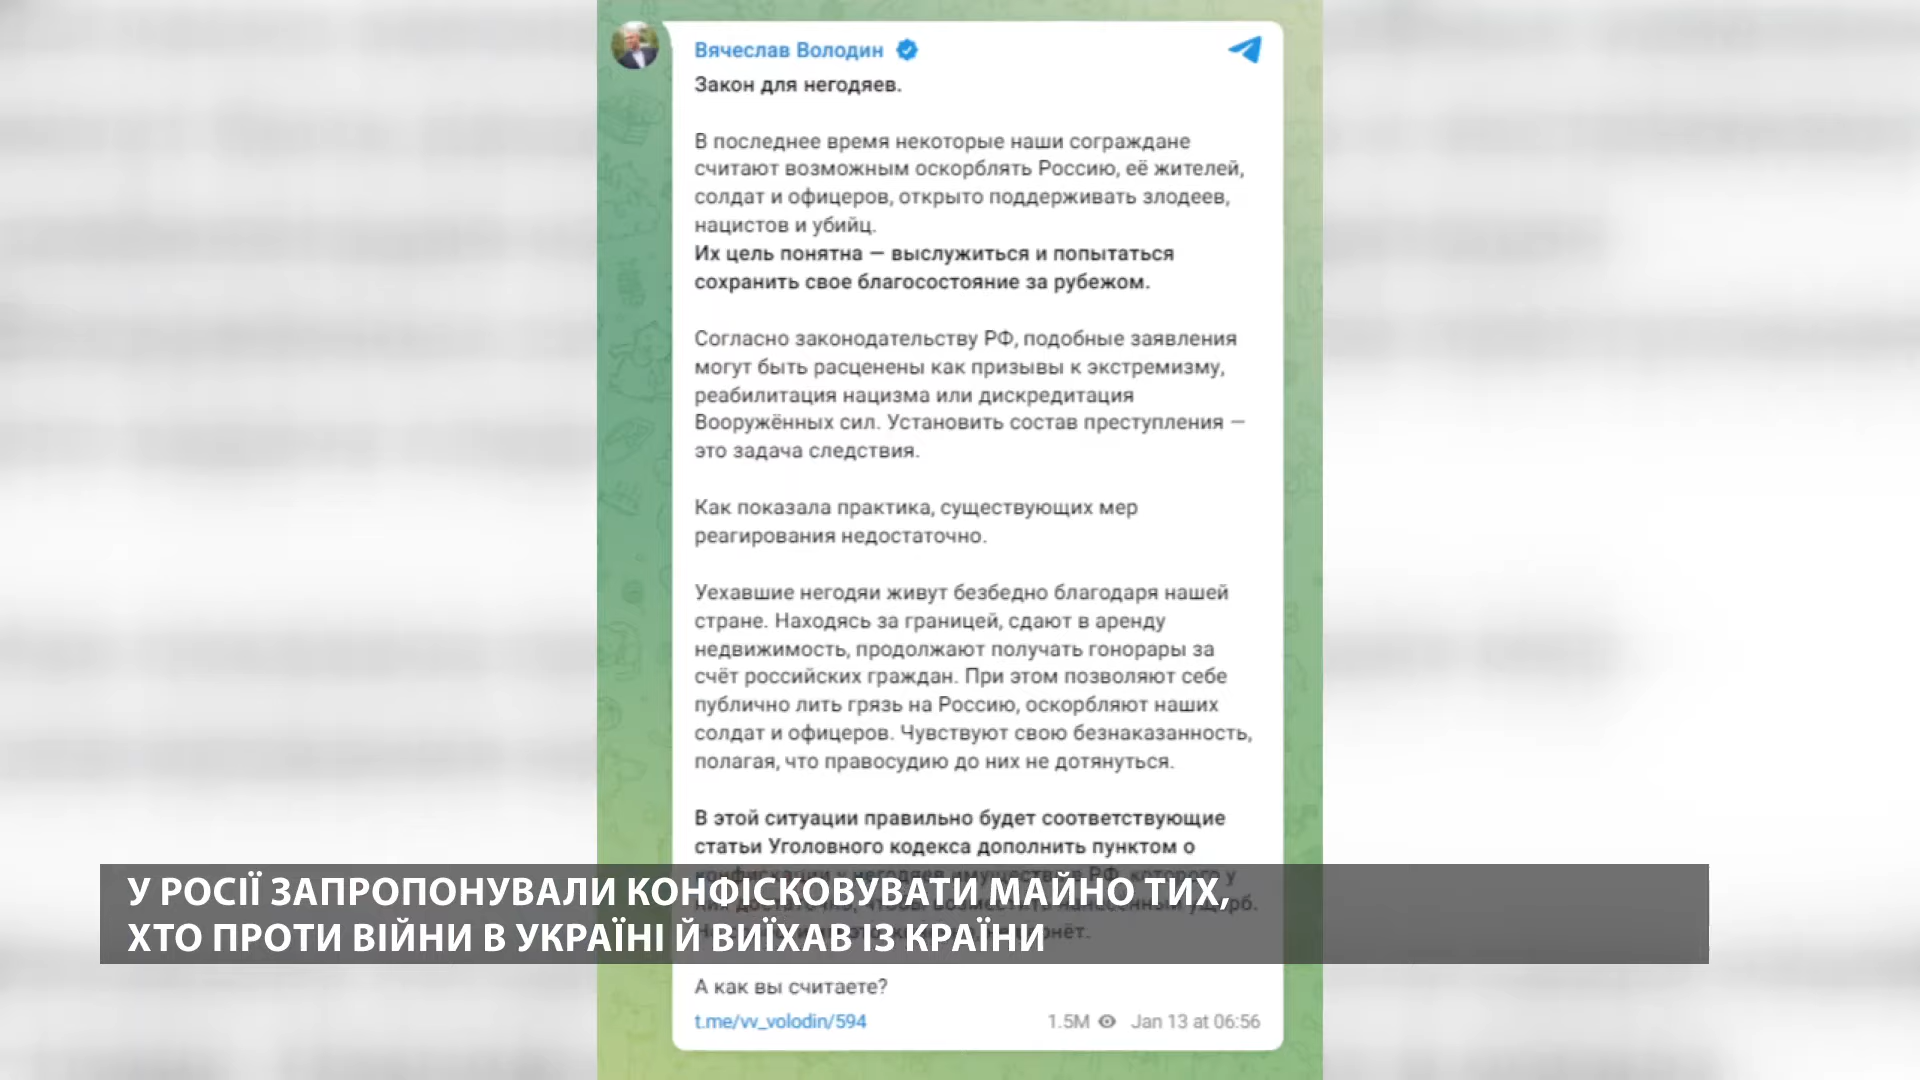 Вячеслав Володин
Закон для негодяев.
В последнее время некоторые наши сограждане
считают возможным оскорблять Россию, её жителей,
солдат и офицеров, открыто поддерживать злодеев,
нацистов и убийц.
Их цель понятна — выслужиться и попытаться
сохранить свое благосостояние за рубежом.
Согласно законодательству РФ, подобные заявления
могут быть расценены как призывы к экстремизму,
реабилитация нацизма или дискредитация
Вооружённых сил. Установить состав преступления —
это задача следствия.
Как показала практика, существующих мер
реагирования недостаточно.
Уехавшие негодяи живут безбедно благодаря нашей
стране. Находясь за границей, сдают в аренду
недвижимость, продолжают получать гонорары за
счёт российских граждан. При этом позволяют себе
публично лить грязь на Россию, оскорбляют наших
солдат и офицеров. Чувствуют свою безнаказанность,
полагая, что правосудию до них не дотянуться.
В этой ситуации правильно будет соответствующие
статьи Уголовного кодекса дополнить пунктом о
У РОСІЇ ЗАПРОПОНУВАЛИ КОНФІСКОВУВАТИ МАЙНО ТИХ,
ХТО ПРОТИ ВІЙНИ В УКРАЇНІ Й ВИЇХАВ ІЗ КРАЇНИ
А как вы считаете?
t.me/vv_volodin/594 1.5M Jan 13 at 06:56